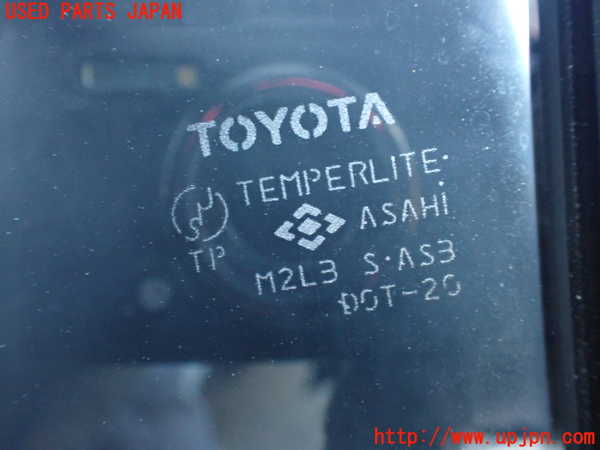 USED PARTS JAPAN
TOYOTA
TEMPERLITE·
ASAHi
TP
M2L3 S·AS3
DOT-20
http://www.upjpn.com